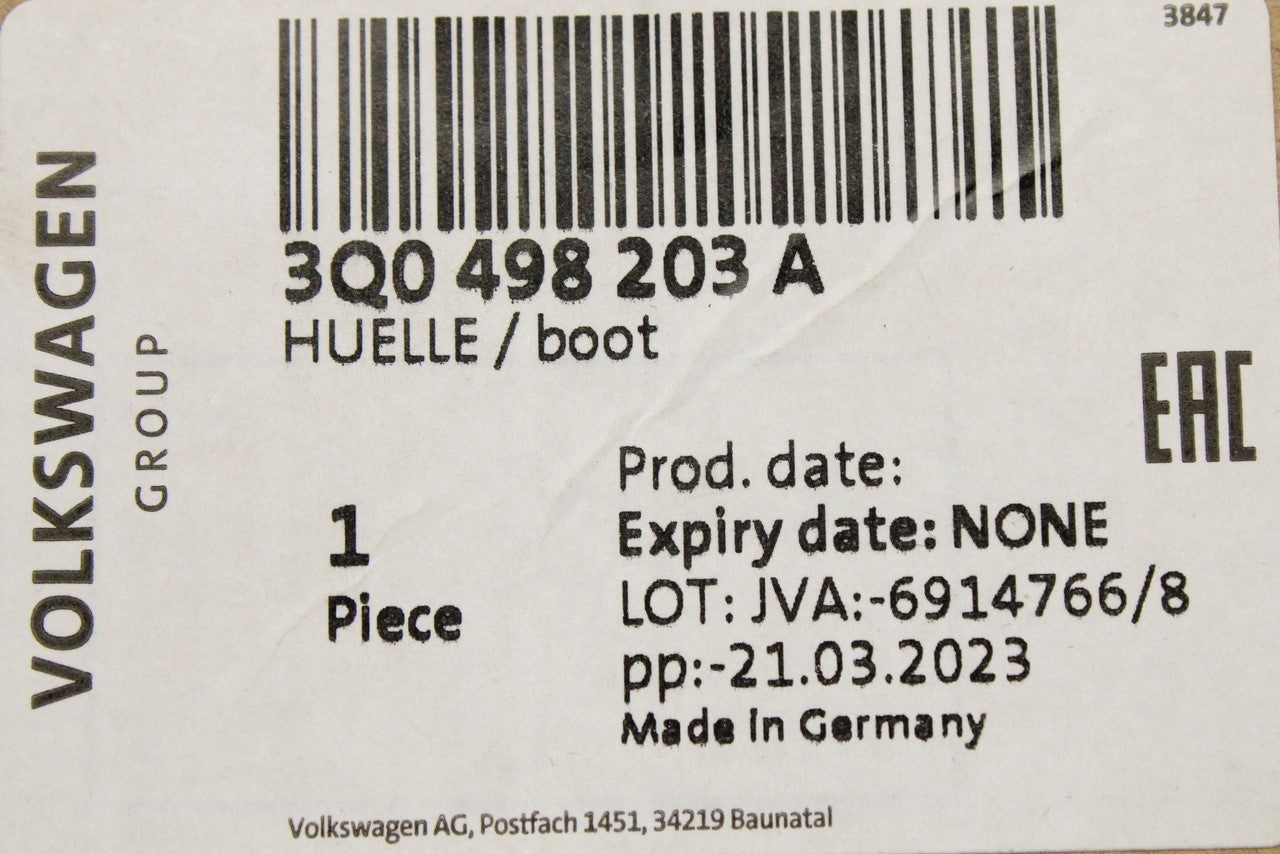 3847
3Q0 498 203 A
HUELLE / boot
VOLKSWAGEN
GROUP
EAC
1
Piece
Prod. date:
Expiry date: NONE
LOT: JVA:-6914766/8
pp:-21.03.2023
Made in Germany
Volkswagen AG, Postfach 1451, 34219 Baunatal